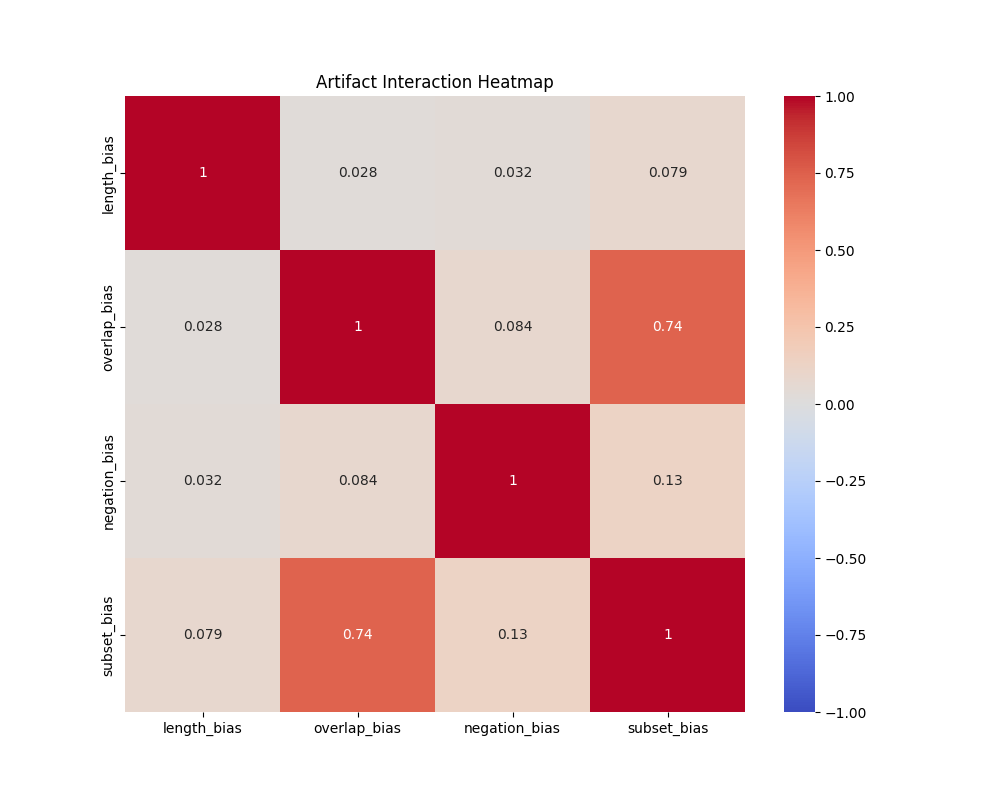 Artifact Interaction Heatmap
length_bias
1
0.028
0.032
0.079
overlap_bias
0.028
1
0.084
0.74
negation_bias
0.032
0.084
1
0.13
subset_bias
0.079
0.74
0.13
1
length_bias
overlap_bias
negation_bias
subset_bias
1.00
0.75
0.50
0.25
0.00
−0.25
−0.50
−0.75
−1.00